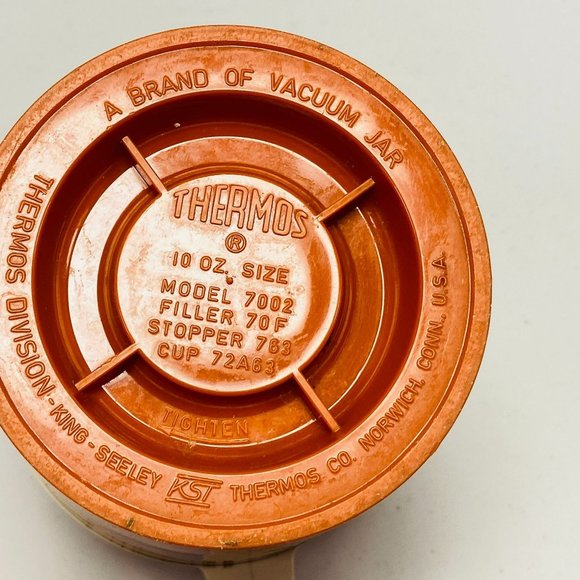 A BRAND OF VACUUM JAR
THERMOS
®
10 OZ. SIZE
MODEL 7002
FILLER 70F
STOPPER 763
CUP 72A63
TIGHTEN
THERMOS DIVISION-KING-SEELEY KST THERMOS CO. NORWICH, CONN., U.S.A.